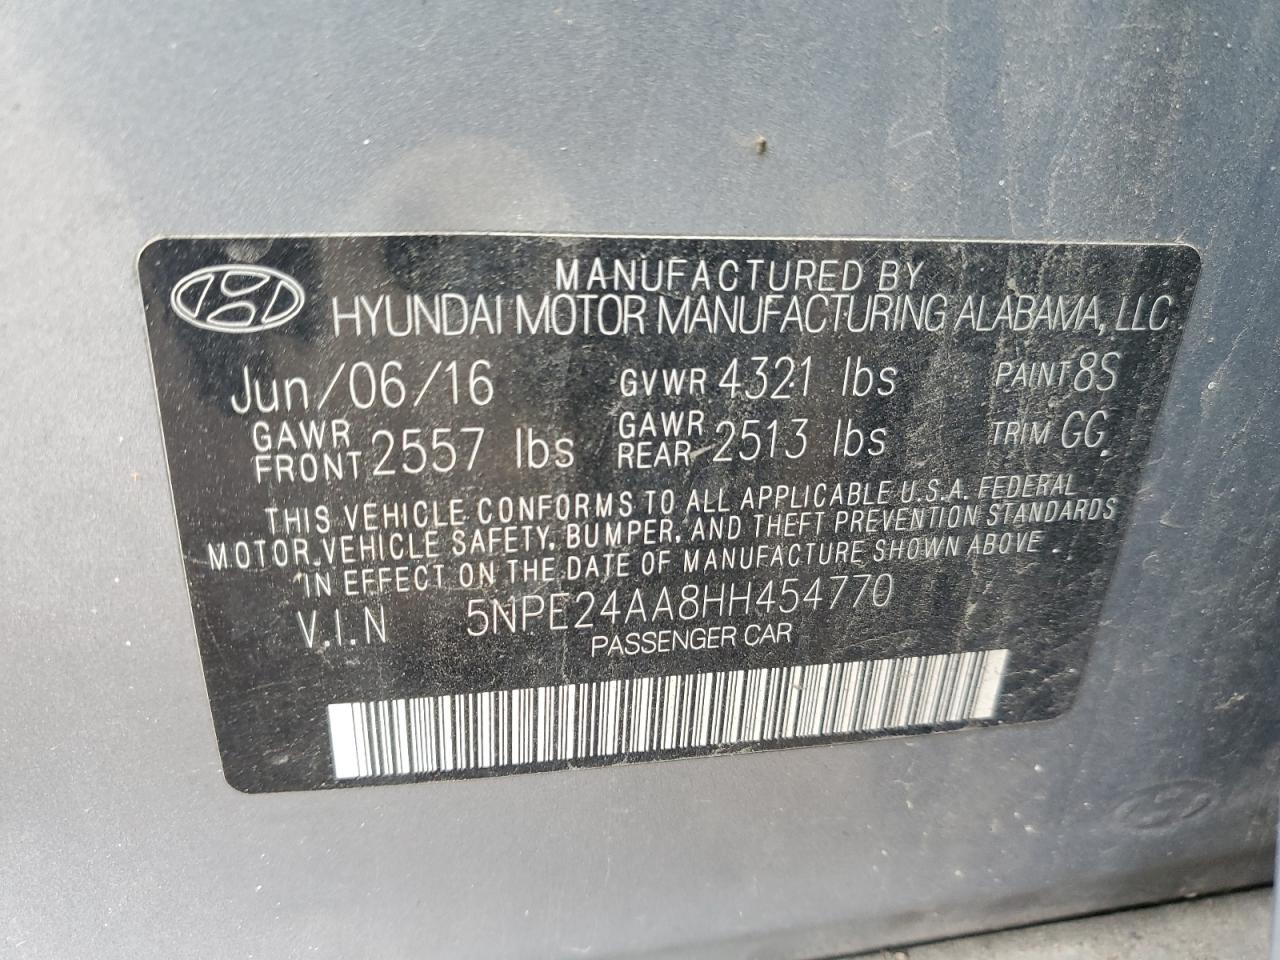 MANUFACTURED BY
HYUNDAI MOTOR MANUFACTURING ALABAMA, LLC
Jun/06/16 GVWR 4321 lbs PAINT 8S
GAWR FRONT 2557 lbs GAWR REAR 2513 lbs TRIM GG
THIS VEHICLE CONFORMS TO ALL APPLICABLE U.S.A. FEDERAL
MOTOR VEHICLE SAFETY, BUMPER, AND THEFT PREVENTION STANDARDS
IN EFFECT ON THE DATE OF MANUFACTURE SHOWN ABOVE
V.I.N 5NPE24AA8HH454770
PASSENGER CAR